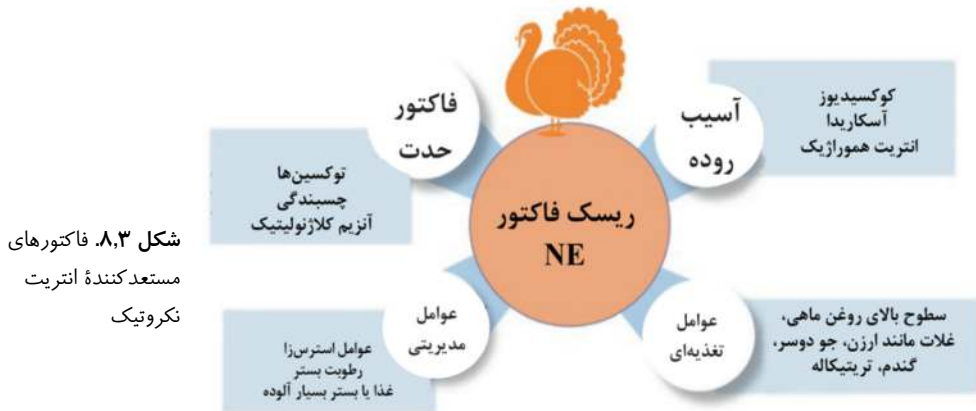 آسیب
روده
کوکسیدیوز
آسکاریدا
انتریت هموراژیک
فاکتور
حدت
توکسین‌ها
چسبندگی
آنزیم کلاژنولیتیک
ریسک فاکتور
NE
شکل ۸,۳. فاکتورهای
مستعدکنندهٔ انتریت
نکروتیک
عوامل
تغذیه‌ای
سطوح بالای روغن ماهی،
غلات مانند ارزن، جو دوسر،
گندم، تریتیکاله
عوامل
مدیریتی
عوامل استرس‌زا
رطوبت بستر
غذا یا بستر بسیار آلوده